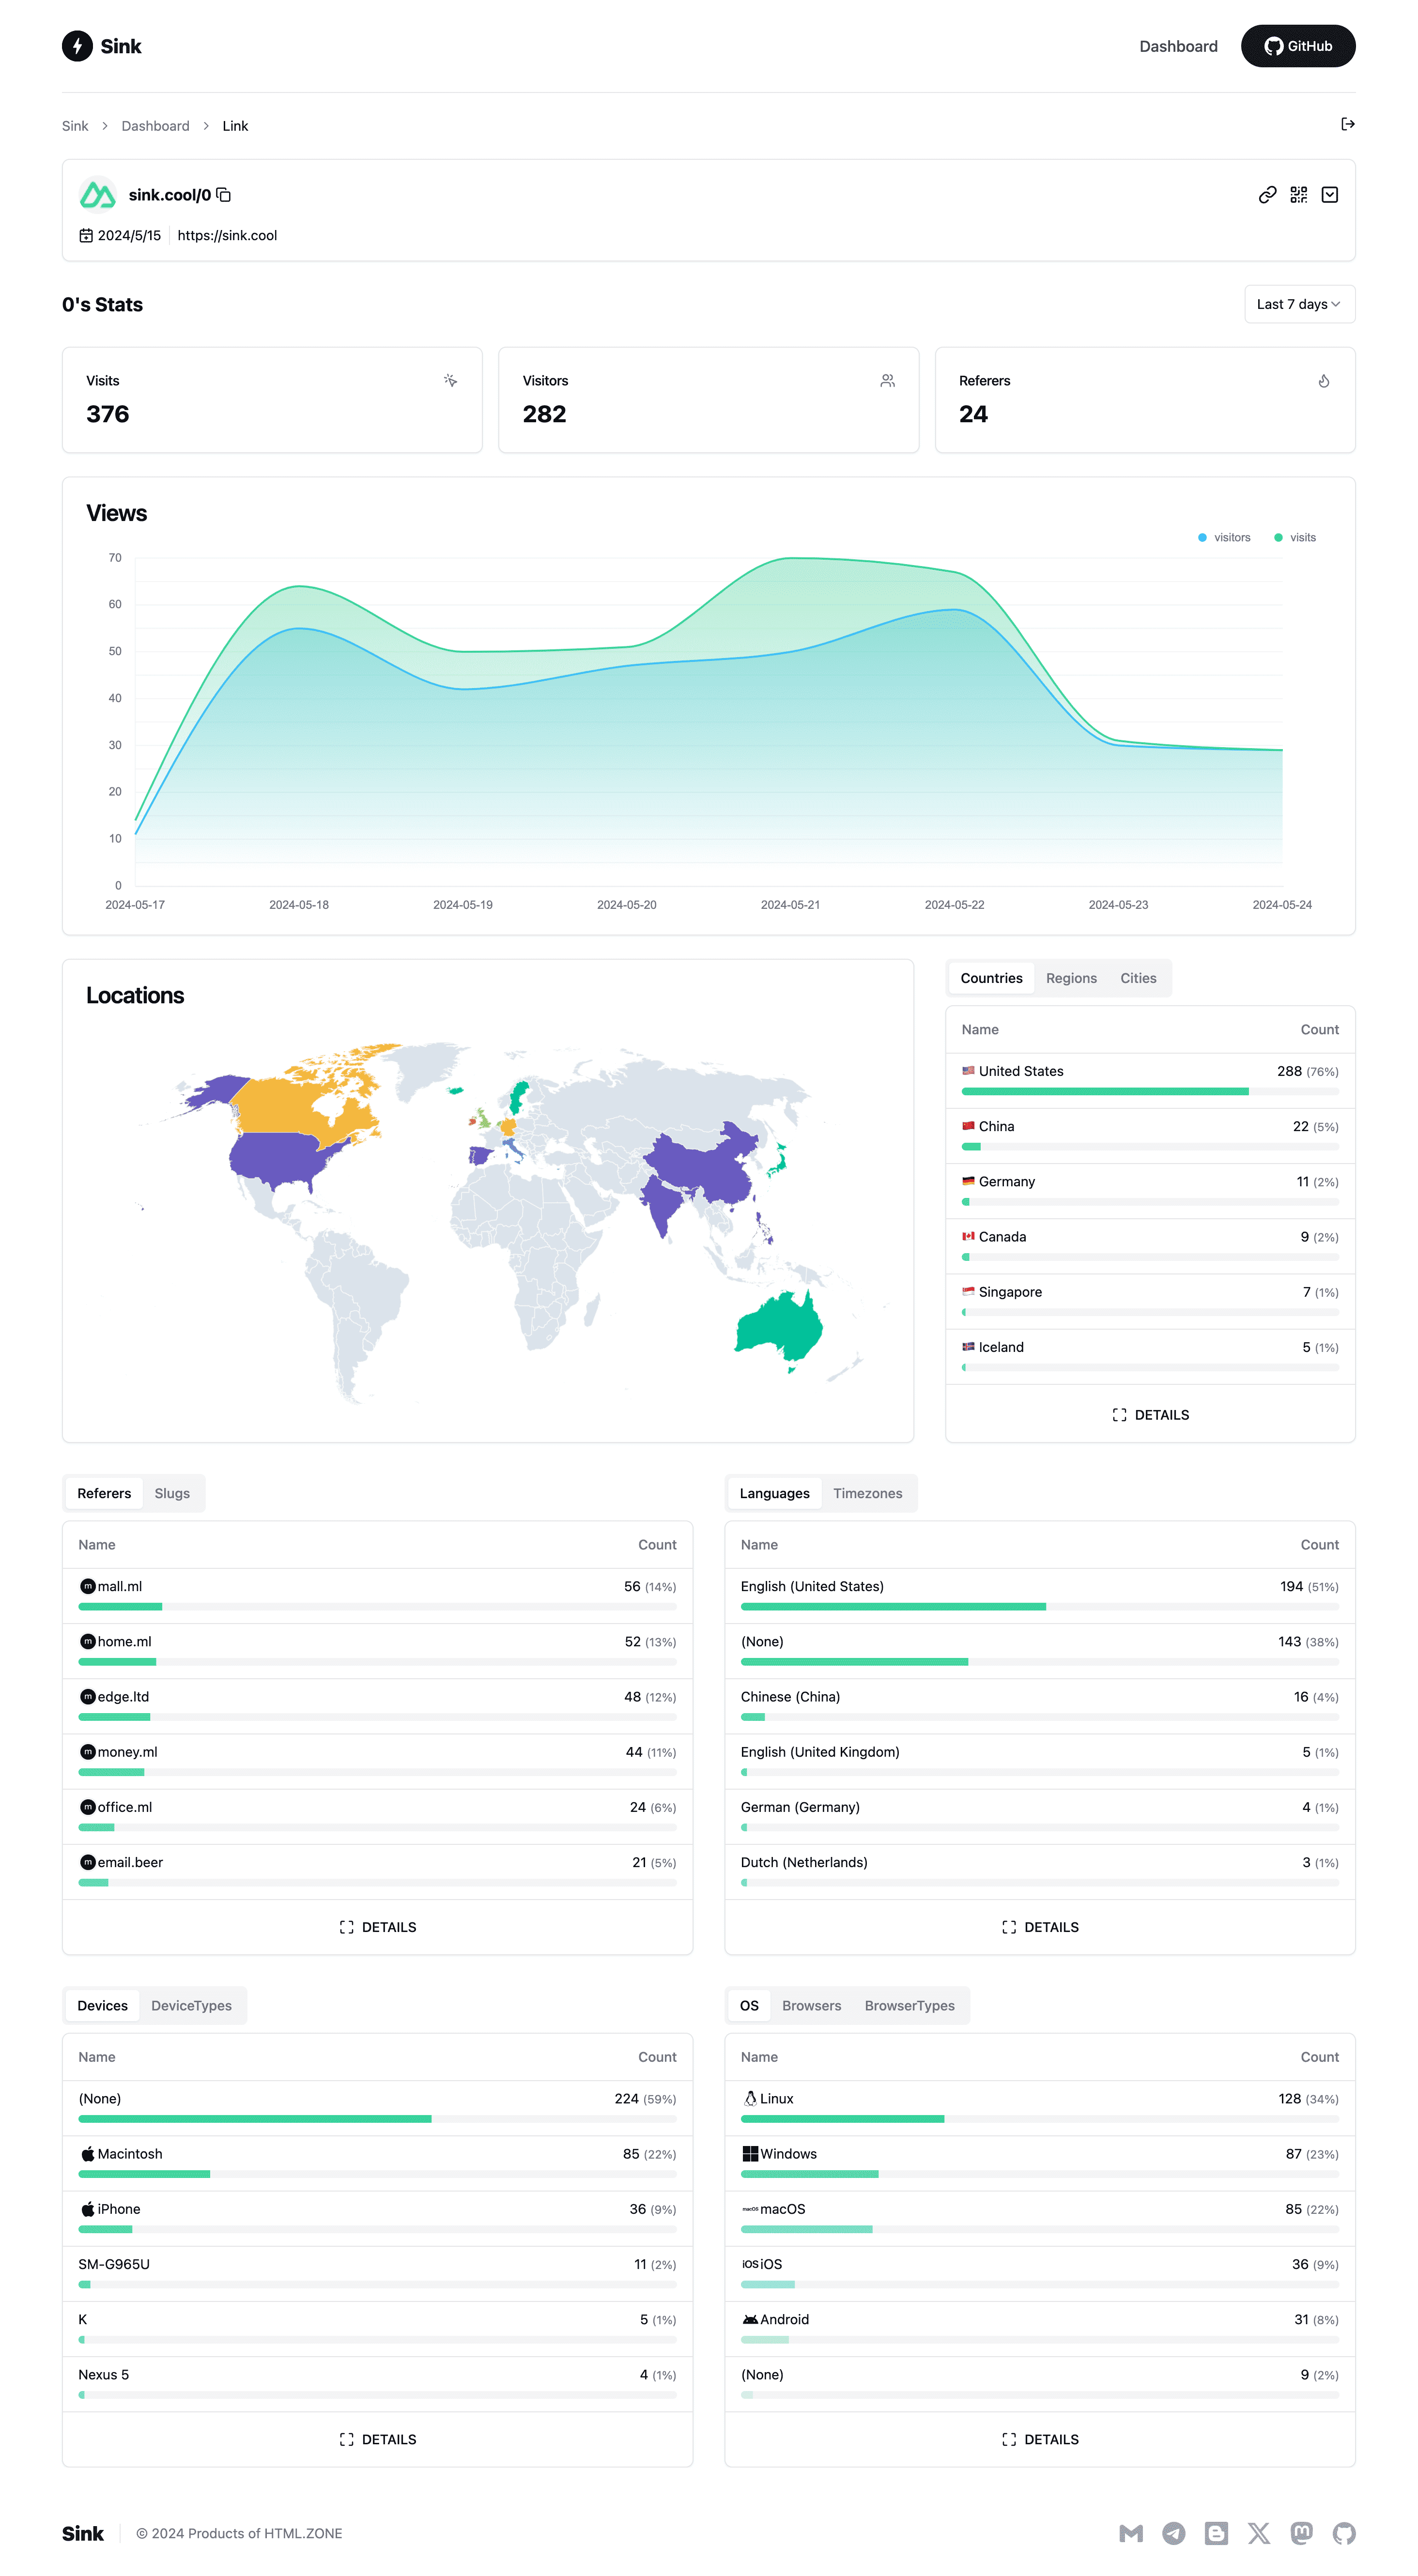 Sink
Dashboard
GitHub
Sink > Dashboard > Link
sink.cool/0
2024/5/15 https://sink.cool
0's Stats
Last 7 days
Visits
376
Visitors
282
Referers
24
Views
visitors visits
70
60
50
40
30
20
10
0
2024-05-17 2024-05-18 2024-05-19 2024-05-20 2024-05-21 2024-05-22 2024-05-23 2024-05-24
Locations
Countries Regions Cities
Name Count
United States 288 (76%)
China 22 (5%)
Germany 11 (2%)
Canada 9 (2%)
Singapore 7 (1%)
Iceland 5 (1%)
DETAILS
Referers Slugs
Name Count
m mall.ml 56 (14%)
m home.ml 52 (13%)
m edge.ltd 48 (12%)
m money.ml 44 (11%)
m office.ml 24 (6%)
m email.beer 21 (5%)
DETAILS
Languages Timezones
Name Count
English (United States) 194 (51%)
(None) 143 (38%)
Chinese (China) 16 (4%)
English (United Kingdom) 5 (1%)
German (Germany) 4 (1%)
Dutch (Netherlands) 3 (1%)
DETAILS
Devices DeviceTypes
Name Count
(None) 224 (59%)
Macintosh 85 (22%)
iPhone 36 (9%)
SM-G965U 11 (2%)
K 5 (1%)
Nexus 5 4 (1%)
DETAILS
OS Browsers BrowserTypes
Name Count
Linux 128 (34%)
Windows 87 (23%)
macOS macOS 85 (22%)
iOS iOS 36 (9%)
Android 31 (8%)
(None) 9 (2%)
DETAILS
Sink © 2024 Products of HTML.ZONE